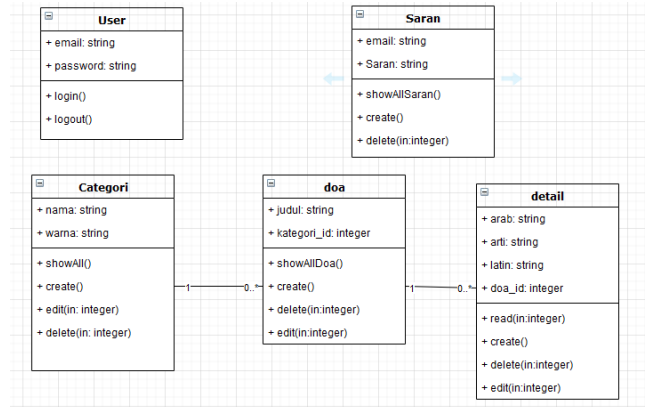 User
+ email: string
+ password: string
+ login()
+ logout()
Saran
+ email: string
+ Saran: string
+ showAllSaran()
+ create()
+ delete(in:integer)
Categori
+ nama: string
+ warna: string
+ showAll()
+ create()
+ edit(in: integer)
+ delete(in: integer)
1
0..*
doa
+ judul: string
+ kategori_id: integer
+ showAllDoa()
+ create()
+ delete(in:integer)
+ edit(in:integer)
1
0..*
detail
+ arab: string
+ arti: string
+ latin: string
+ doa_id: integer
+ read(in:integer)
+ create()
+ delete(in:integer)
+ edit(in:integer)